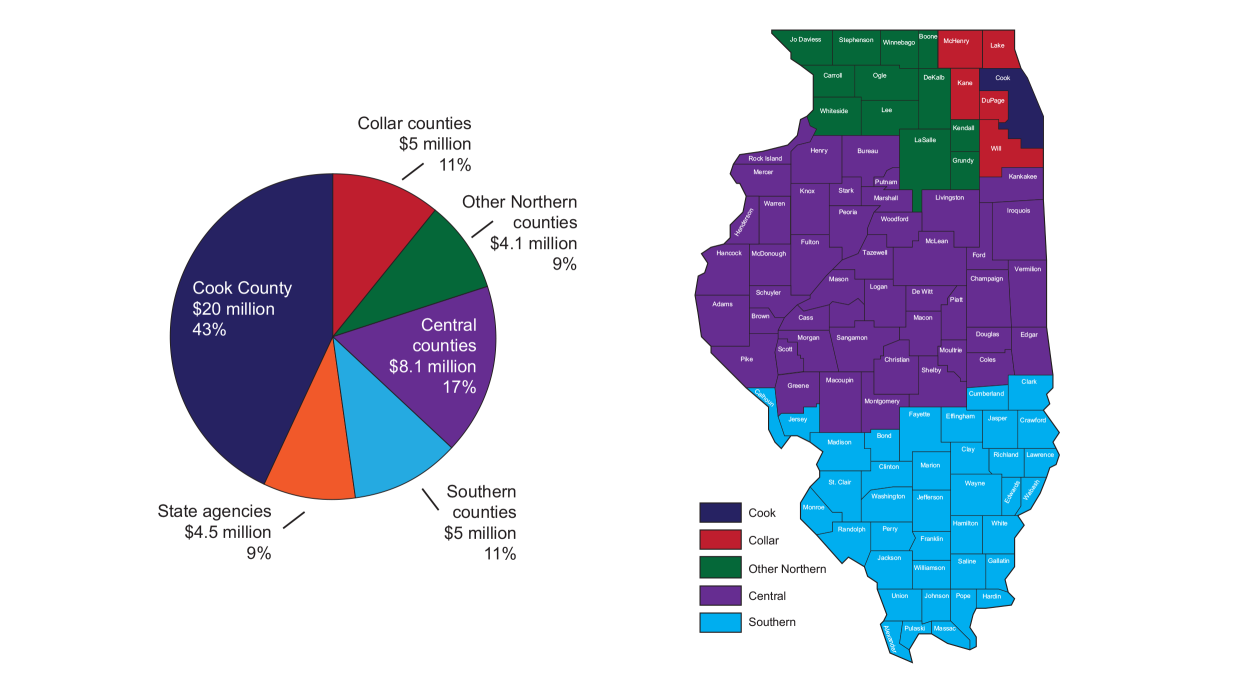 Collar counties
$5 million
11%
Other Northern
counties
$4.1 million
9%
Cook County
$20 million
43%
Central
counties
$8.1 million
17%
Southern
counties
$5 million
11%
State agencies
$4.5 million
9%
Jo Daviess
Stephenson
Winnebago
Boone
McHenry
Lake
Carroll
Ogle
DeKalb
Kane
Cook
DuPage
Whiteside
Lee
Kendall
LaSalle
Will
Grundy
Kankakee
Rock Island
Henry
Bureau
Mercer
Putnam
Knox
Stark
Marshall
Livingston
Henderson
Warren
Peoria
Woodford
Iroquois
Hancock
McDonough
Fulton
Tazewell
McLean
Ford
Vermilion
Champaign
Mason
Logan
De Witt
Piatt
Adams
Schuyler
Brown
Cass
Macon
Morgan
Sangamon
Douglas
Edgar
Pike
Scott
Christian
Moultrie
Coles
Shelby
Greene
Macoupin
Montgomery
Calhoun
Jersey
Cumberland
Clark
Fayette
Effingham
Jasper
Crawford
Madison
Bond
Clay
Richland
Lawrence
Clinton
Marion
St. Clair
Washington
Jefferson
Wayne
Edwards
Wabash
Monroe
Randolph
Perry
Hamilton
White
Franklin
Jackson
Williamson
Saline
Gallatin
Union
Johnson
Pope
Hardin
Alexander
Pulaski
Massac
Cook
Collar
Other Northern
Central
Southern